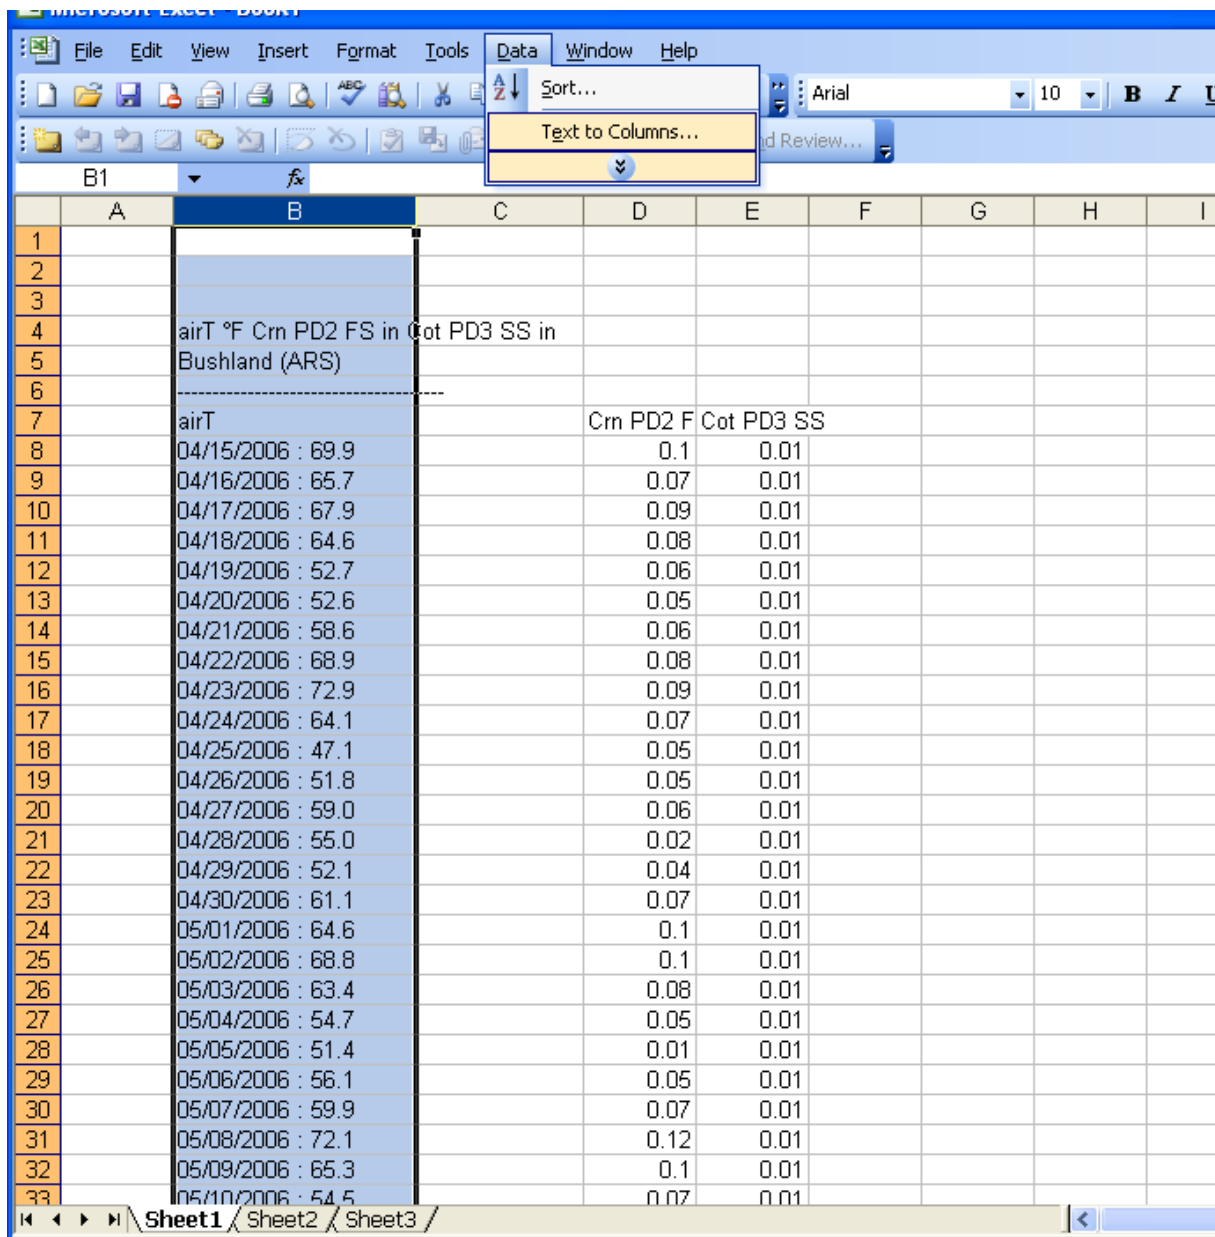 Microsoft Excel - Book1
File Edit View Insert Format Tools Data Window Help
Sort...
Arial 10 B I U
Text to Columns...
nd Review...
B1 fx
A B C D E F G H I
1
2
3
4 airT °F Crn PD2 FS in Cot PD3 SS in
5 Bushland (ARS)
6 --------------------------------------
7 airT Crn PD2 F Cot PD3 SS
8 04/15/2006 : 69.9 0.1 0.01
9 04/16/2006 : 65.7 0.07 0.01
10 04/17/2006 : 67.9 0.09 0.01
11 04/18/2006 : 64.6 0.08 0.01
12 04/19/2006 : 52.7 0.06 0.01
13 04/20/2006 : 52.6 0.05 0.01
14 04/21/2006 : 58.6 0.06 0.01
15 04/22/2006 : 68.9 0.08 0.01
16 04/23/2006 : 72.9 0.09 0.01
17 04/24/2006 : 64.1 0.07 0.01
18 04/25/2006 : 47.1 0.05 0.01
19 04/26/2006 : 51.8 0.05 0.01
20 04/27/2006 : 59.0 0.06 0.01
21 04/28/2006 : 55.0 0.02 0.01
22 04/29/2006 : 52.1 0.04 0.01
23 04/30/2006 : 61.1 0.07 0.01
24 05/01/2006 : 64.6 0.1 0.01
25 05/02/2006 : 68.8 0.1 0.01
26 05/03/2006 : 63.4 0.08 0.01
27 05/04/2006 : 54.7 0.05 0.01
28 05/05/2006 : 51.4 0.01 0.01
29 05/06/2006 : 56.1 0.05 0.01
30 05/07/2006 : 59.9 0.07 0.01
31 05/08/2006 : 72.1 0.12 0.01
32 05/09/2006 : 65.3 0.1 0.01
33 05/10/2006 : 54.5 0.07 0.01
Sheet1 Sheet2 Sheet3